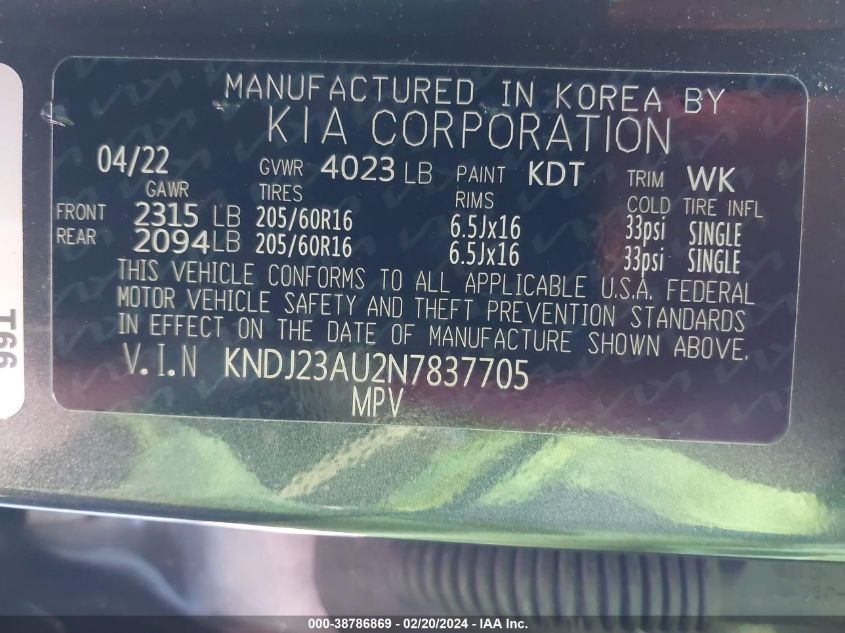 MANUFACTURED IN KOREA BY
KIA CORPORATION
04/22 GVWR 4023 LB PAINT KDT TRIM WK
GAWR TIRES RIMS COLD TIRE INFL
FRONT 2315 LB 205/60R16 6.5Jx16 33psi SINGLE
REAR 2094 LB 205/60R16 6.5Jx16 33psi SINGLE
THIS VEHICLE CONFORMS TO ALL APPLICABLE U.S.A. FEDERAL
MOTOR VEHICLE SAFETY AND THEFT PREVENTION STANDARDS
IN EFFECT ON THE DATE OF MANUFACTURE SHOWN ABOVE.
V.I.N KNDJ23AU2N7837705
MPV
T66
000-38786869 / 02/20/2024 - IAAI, Inc.